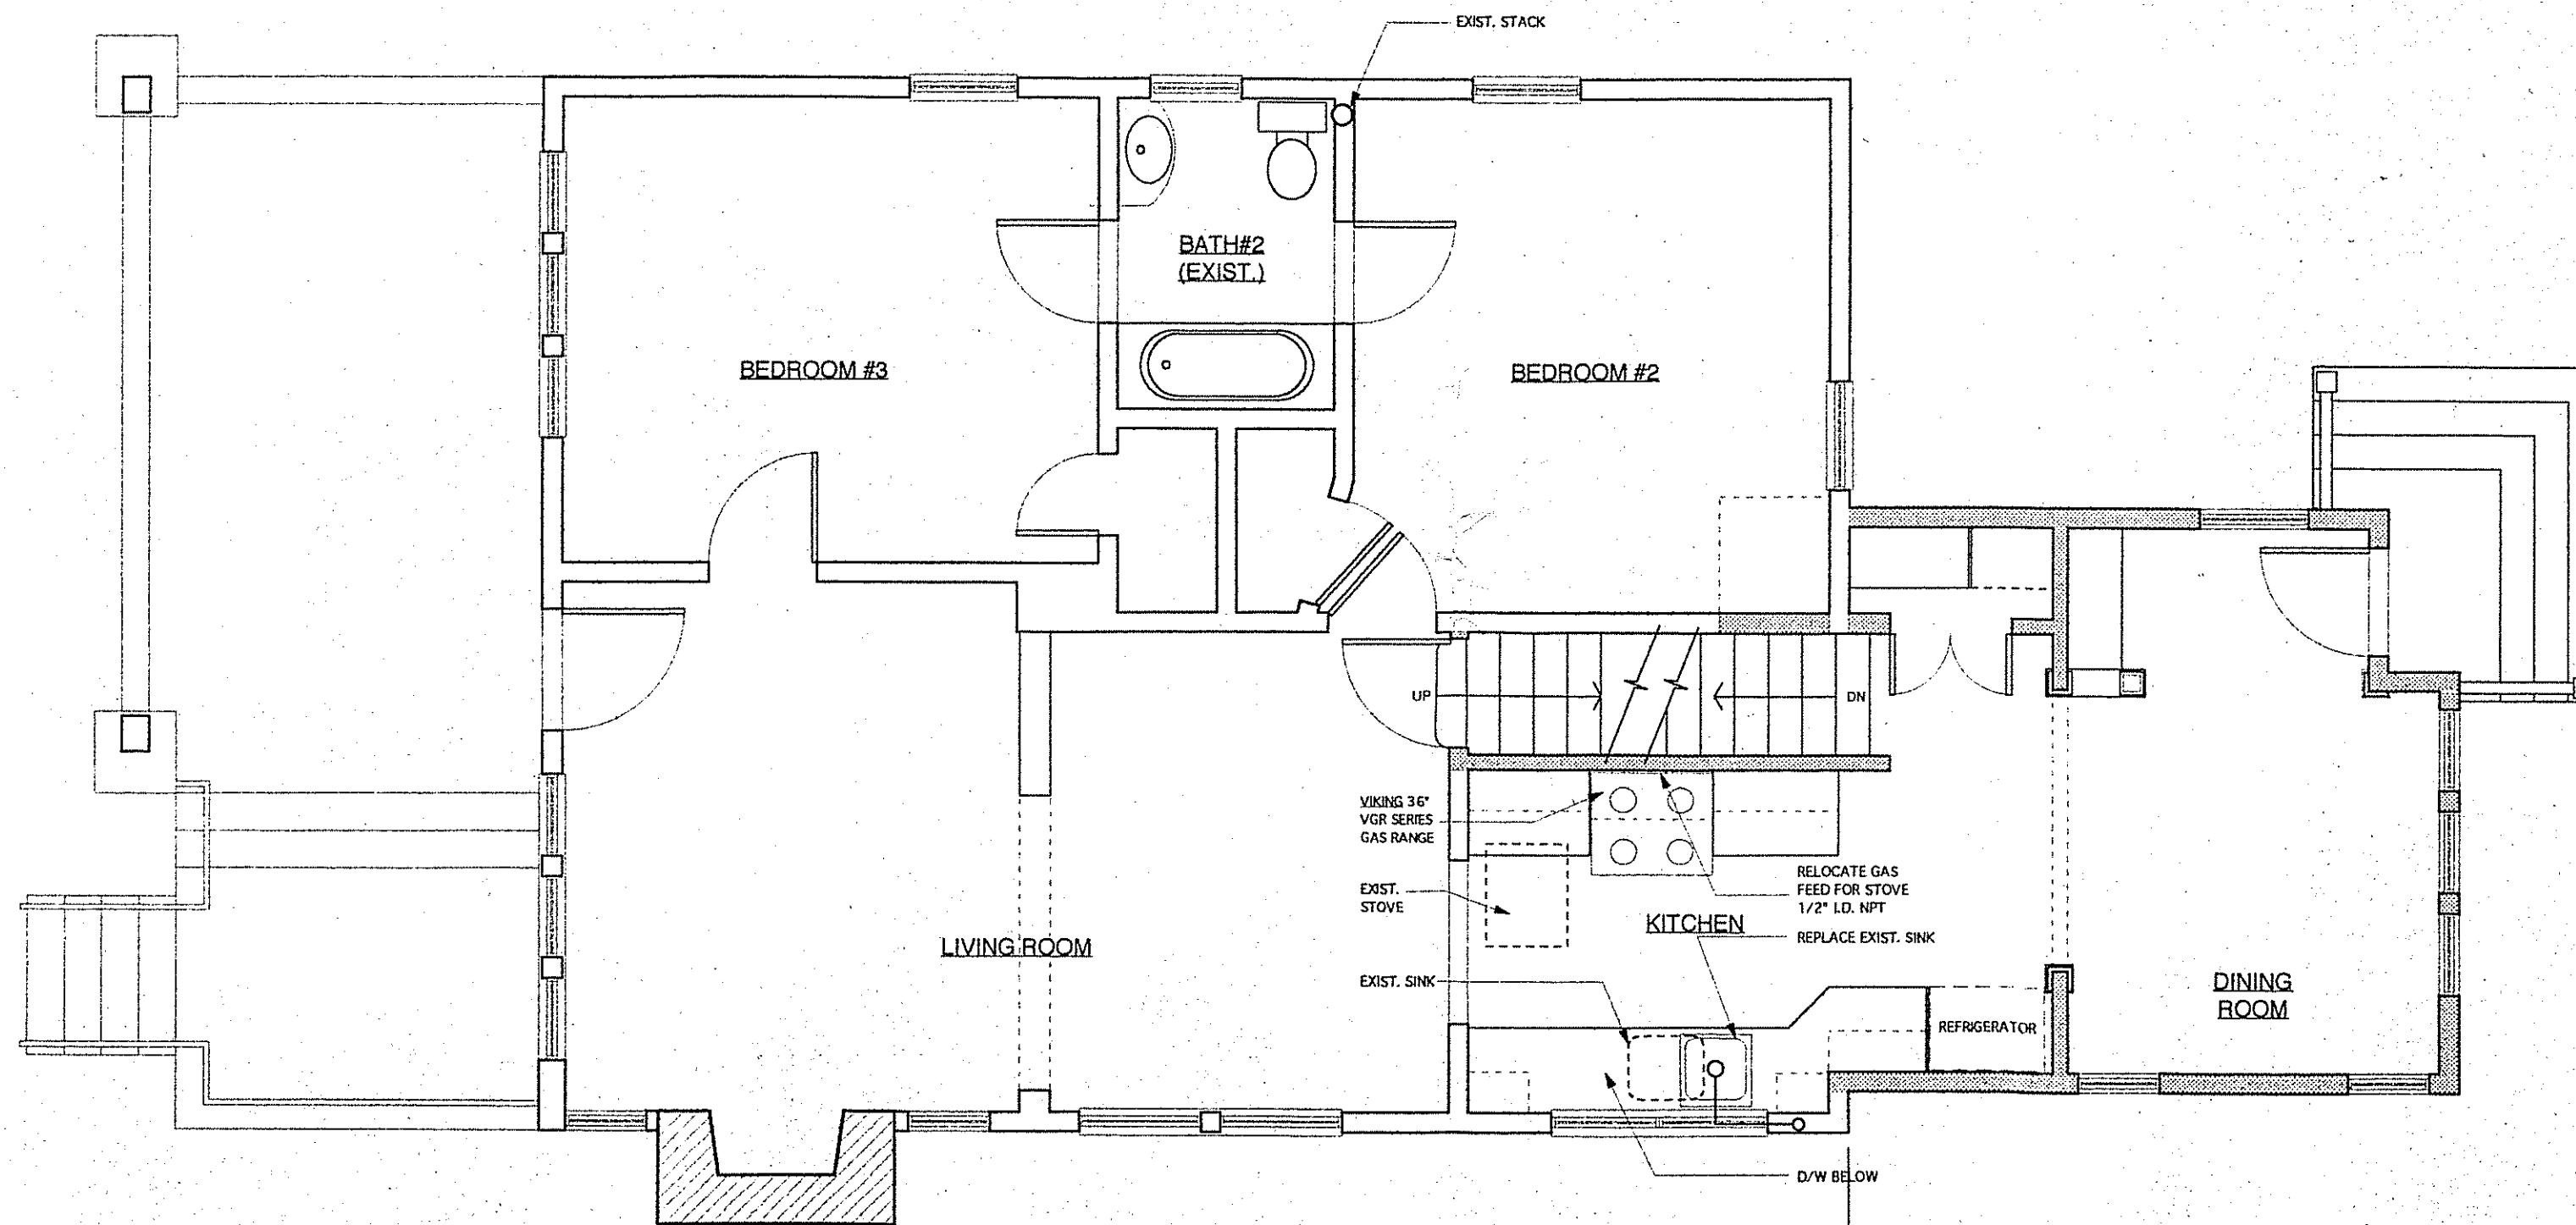 EXIST. STACK
BATH#2
(EXIST.)
BEDROOM #3
BEDROOM #2
UP
DN
VIKING 36"
VGR SERIES
GAS RANGE
EXIST.
STOVE
RELOCATE GAS
FEED FOR STOVE
1/2" I.D. NPT
KITCHEN
REPLACE EXIST. SINK
LIVING ROOM
EXIST. SINK
DINING
ROOM
REFRIGERATOR
D/W BELOW